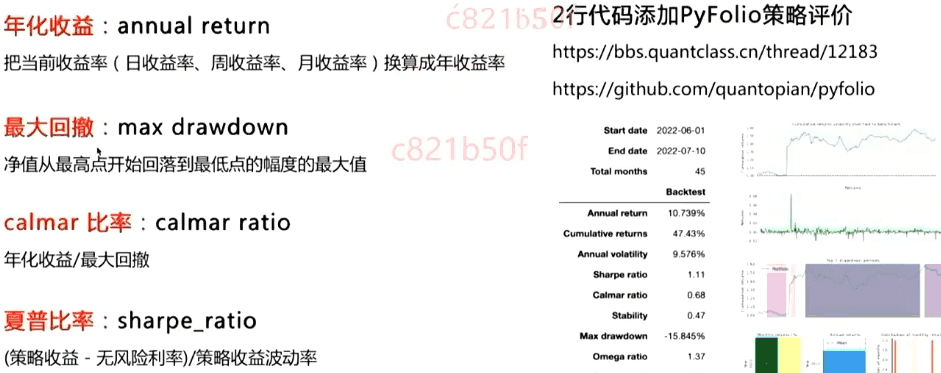 年化收益：annual return
把当前收益率（日收益率、周收益率、月收益率）换算成年收益率
最大回撤：max drawdown
净值从最高点开始回落到最低点的幅度的最大值
calmar 比率：calmar ratio
年化收益/最大回撤
夏普比率：sharpe_ratio
(策略收益 - 无风险利率)/策略收益波动率
c821b50f
c821b50f
2行代码添加PyFolio策略评价
https://bbs.quantclass.cn/thread/12183
https://github.com/quantopian/pyfolio
Start date 2022-06-01
End date 2022-07-10
Total months 45
Backtest
Annual return 10.739%
Cumulative returns 47.43%
Annual volatility 9.576%
Sharpe ratio 1.11
Calmar ratio 0.68
Stability 0.47
Max drawdown -15.845%
Omega ratio 1.37